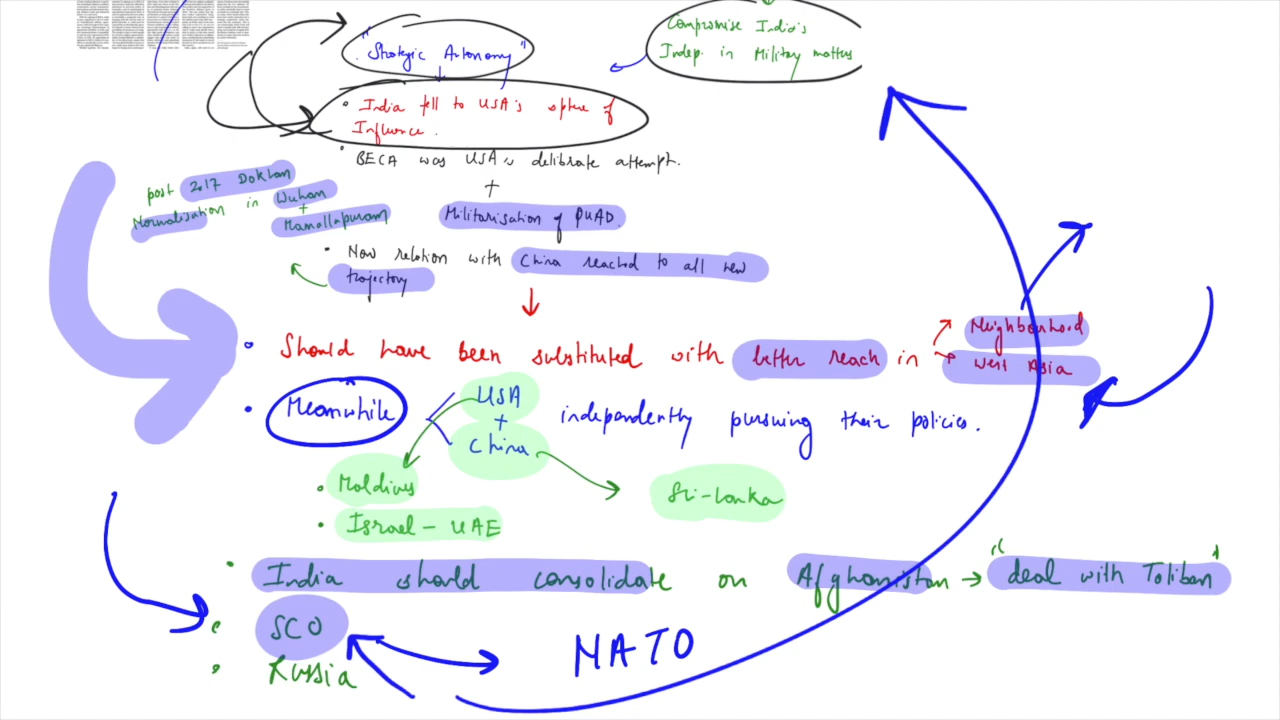 Compromise India's
Indep. in Military matters
"Strategic Autonomy"
• India fell to USA's sphere of
Influence.
• BECA was USA's delibrate attempt.
+
Militarisation of QUAD.
post 2017 Doklam
Normalisation in Wuhan
+
Mamallapuram
• Now relation with China reached to all new
trajectory
• Should have been substituted with better reach in
Neighbourhood
West Asia
• Meanwhile
USA
+
China
independently pursuing their policies.
• Maldives
Sri-Lanka
• Israel - UAE
• India should consolidate on Afghanistan → "deal with Taliban"
• SCO
NATO
• Russia